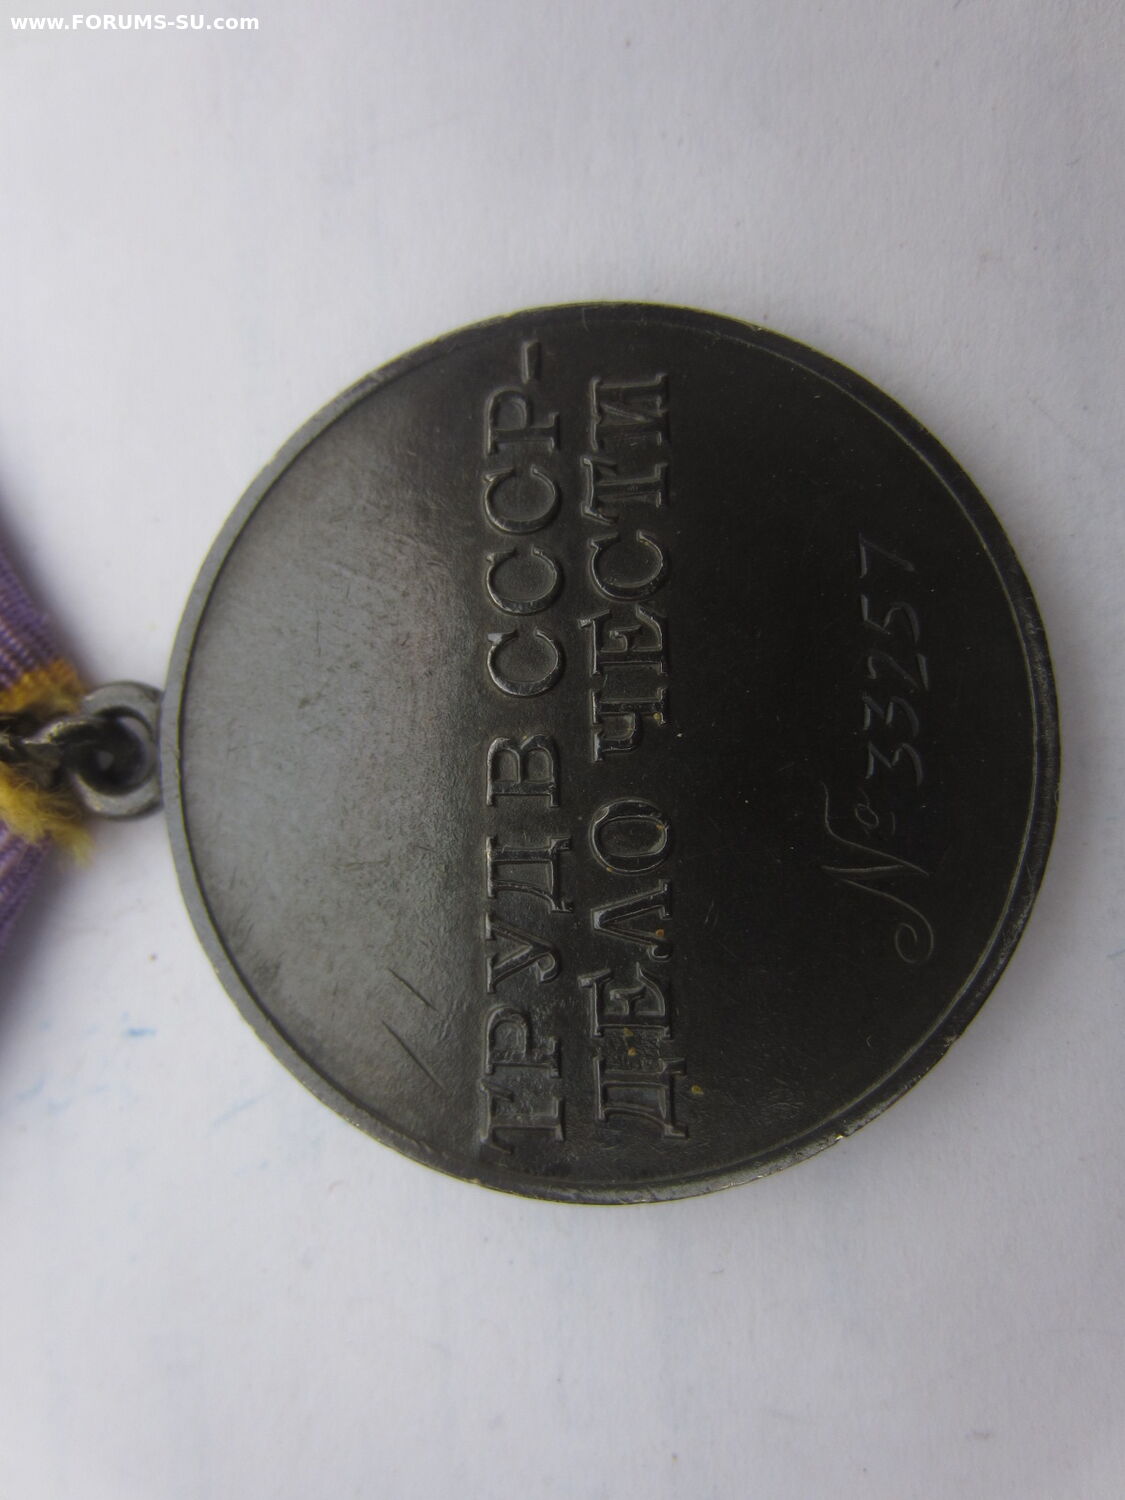 www.FORUMS-SU.com
ТРУД В СССР-
ДЕЛО ЧЕСТИ
№ 33257